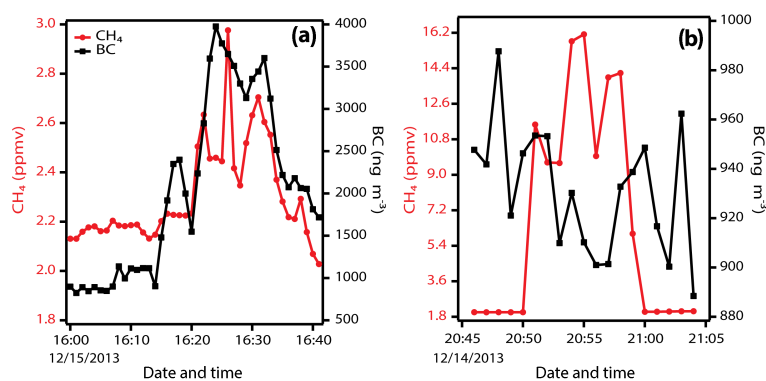 (a)
CH₄
BC
3.0
2.8
2.6
2.4
2.2
2.0
1.8
CH₄ (ppmv)
4000
3500
3000
2500
2000
1500
1000
500
BC (ng m⁻³)
16:00 16:10 16:20 16:30 16:40
12/15/2013
Date and time
(b)
16.2
14.4
12.6
10.8
9.0
7.2
5.4
3.6
1.8
CH₄ (ppmv)
1000
980
960
940
920
900
880
BC (ng m⁻³)
20:45 20:50 20:55 21:00 21:05
12/14/2013
Date and time